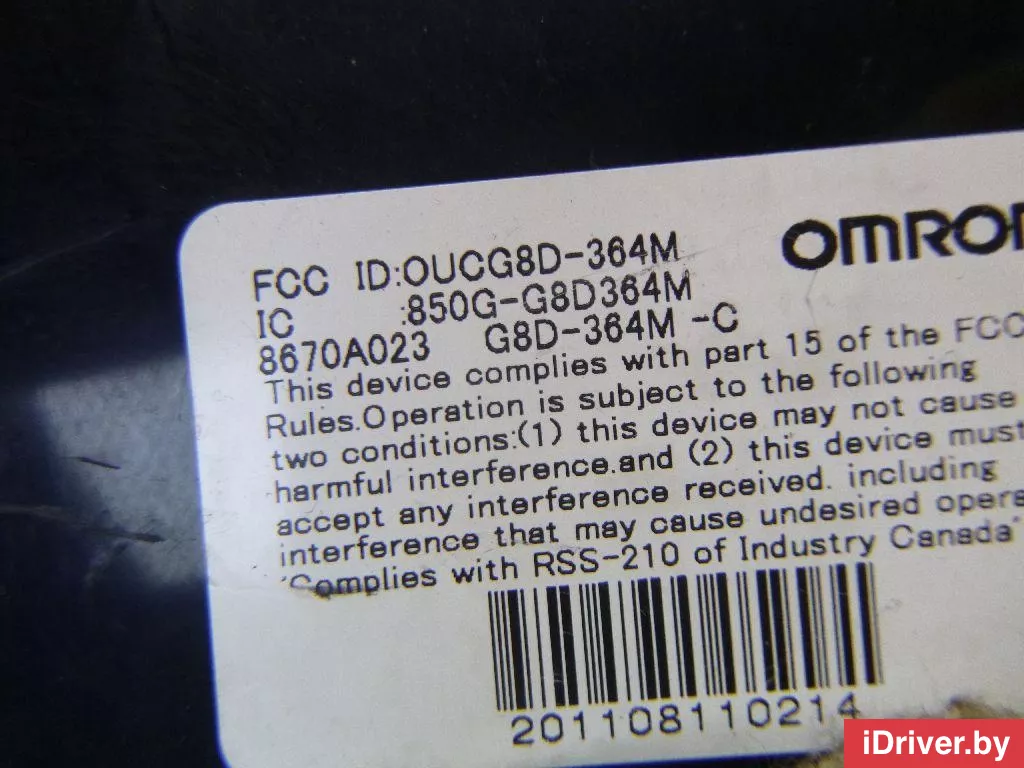 OMRON
FCC ID:OUCG8D-364M
IC :850G-G8D364M
8670A023 G8D-364M -C
This device complies with part 15 of the FCC
Rules.Operation is subject to the following
two conditions:(1) this device may not cause
harmful interference.and (2) this device must
accept any interference received. including
interference that may cause undesired opera
"Complies with RSS-210 of Industry Canada"
201108110214
iDriver.by